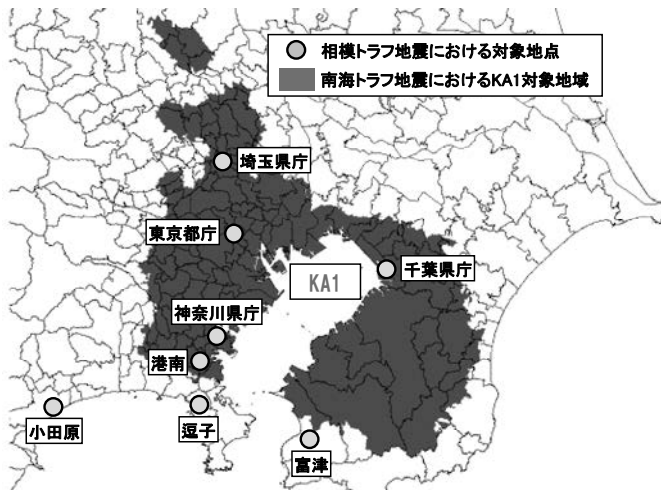 相模トラフ地震における対象地点
南海トラフ地震におけるKA1対象地域
埼玉県庁
東京都庁
千葉県庁
KA1
神奈川県庁
港南
小田原
逗子
富津